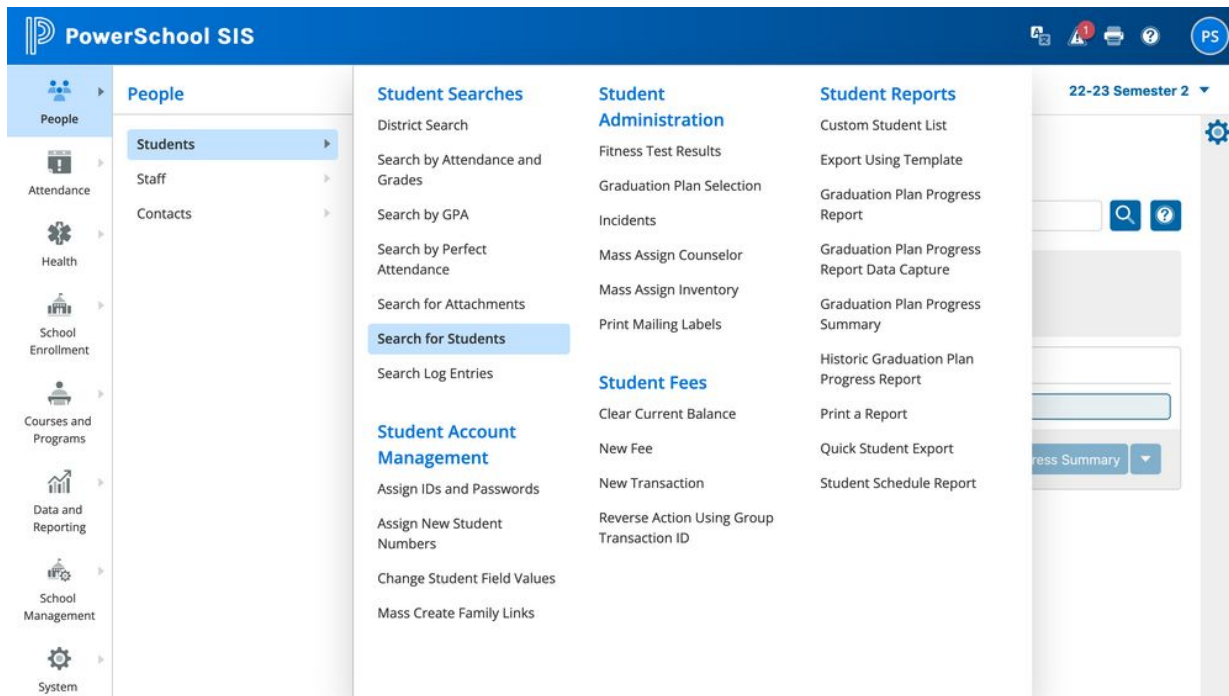 PowerSchool SIS
1
PS
People
Attendance
Health
School
Enrollment
Courses and
Programs
Data and
Reporting
School
Management
System
People
Students
Staff
Contacts
Student Searches
District Search
Search by Attendance and
Grades
Search by GPA
Search by Perfect
Attendance
Search for Attachments
Search for Students
Search Log Entries
Student Account
Management
Assign IDs and Passwords
Assign New Student
Numbers
Change Student Field Values
Mass Create Family Links
Student
Administration
Fitness Test Results
Graduation Plan Selection
Incidents
Mass Assign Counselor
Mass Assign Inventory
Print Mailing Labels
Student Fees
Clear Current Balance
New Fee
New Transaction
Reverse Action Using Group
Transaction ID
Student Reports
Custom Student List
Export Using Template
Graduation Plan Progress
Report
Graduation Plan Progress
Report Data Capture
Graduation Plan Progress
Summary
Historic Graduation Plan
Progress Report
Print a Report
Quick Student Export
Student Schedule Report
22-23 Semester 2
ress Summary